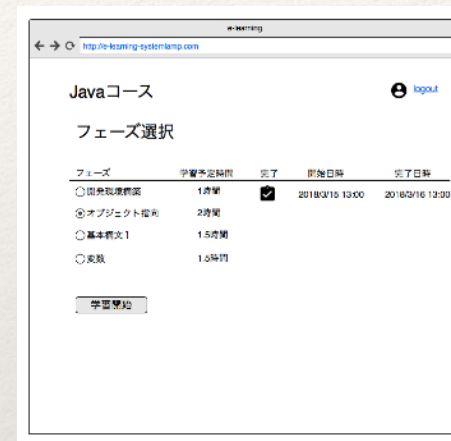 e-learning
http://e-learning-systemlamp.com
Javaコース
logout
フェーズ選択
フェーズ 学習予定時間 完了 開始日時 完了日時
開発環境構築 1時間 2018/3/15 13:00 2018/3/16 13:00
オブジェクト指向 2時間
基本構文1 1.5時間
変数 1.5時間
学習開始